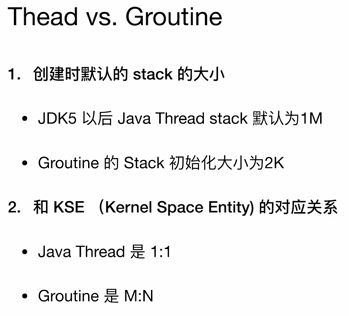 Thead vs. Groutine
1. 创建时默认的 stack 的大小
• JDK5 以后 Java Thread stack 默认为1M
• Groutine 的 Stack 初始化大小为2K
2. 和 KSE （Kernel Space Entity) 的对应关系
• Java Thread 是 1:1
• Groutine 是 M:N